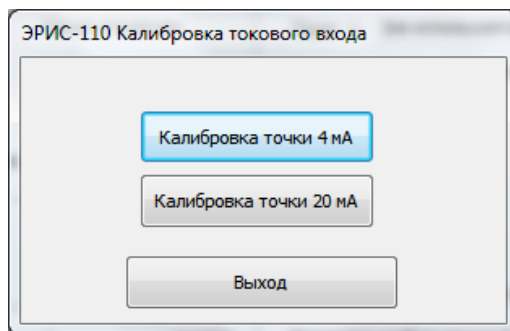 ЭРИС-110 Калибровка токового входа
Калибровка точки 4 мА
Калибровка точки 20 мА
Выход